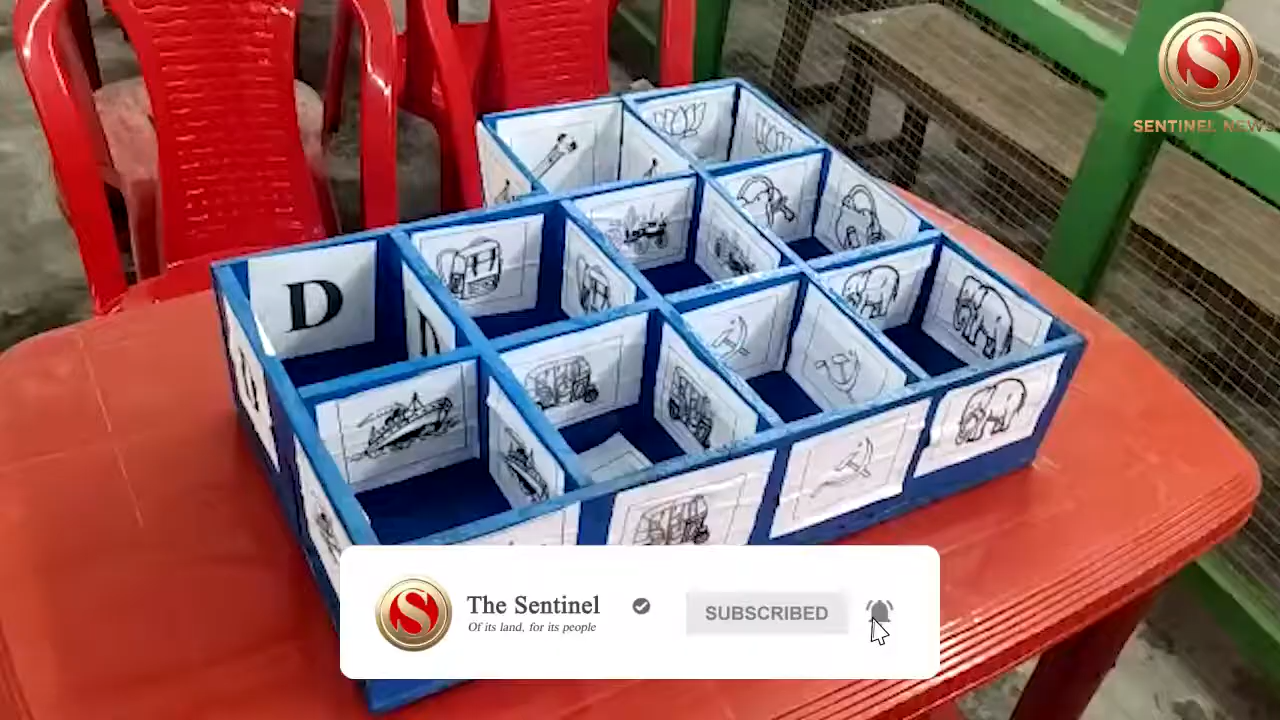 S
SENTINEL NEWS
D
S
The Sentinel
Of its land, for its people
SUBSCRIBED